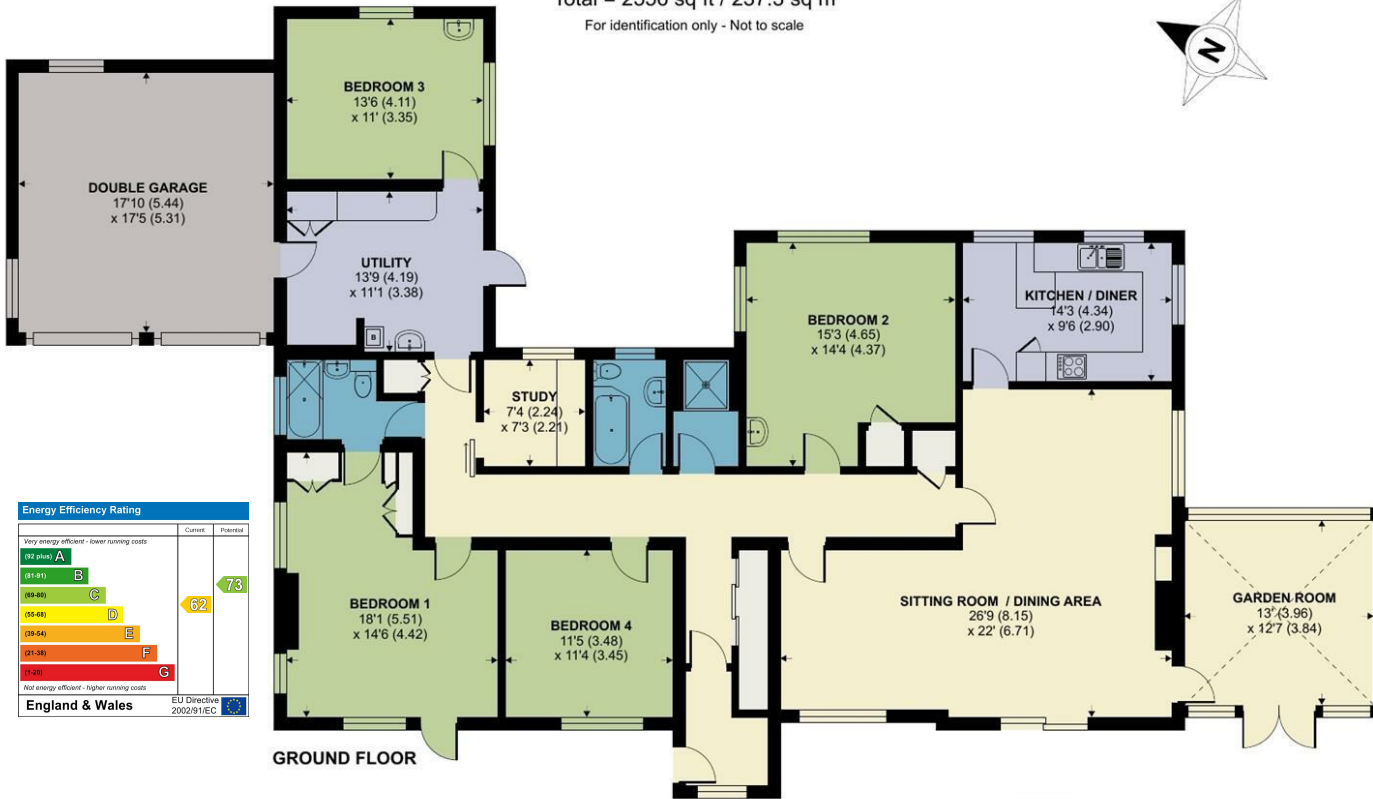 For identification only - Not to scale
N
BEDROOM 3
13'6 (4.11)
x 11' (3.35)
DOUBLE GARAGE
17'10 (5.44)
x 17'5 (5.31)
UTILITY
13'9 (4.19)
x 11'1 (3.38)
B
KITCHEN / DINER
14'3 (4.34)
x 9'6 (2.90)
BEDROOM 2
15'3 (4.65)
x 14'4 (4.37)
STUDY
7'4 (2.24)
x 7'3 (2.21)
BEDROOM 1
18'1 (5.51)
x 14'6 (4.42)
BEDROOM 4
11'5 (3.48)
x 11'4 (3.45)
SITTING ROOM / DINING AREA
26'9 (8.15)
x 22' (6.71)
GARDEN ROOM
13' (3.96)
x 12'7 (3.84)
GROUND FLOOR
Energy Efficiency Rating
Current Potential
Very energy efficient - lower running costs
(92 plus) A
(81-91) B
(69-80) C
(55-68) D
(39-54) E
(21-38) F
(1-20) G
62
73
Not energy efficient - higher running costs
England & Wales
EU Directive
2002/91/EC